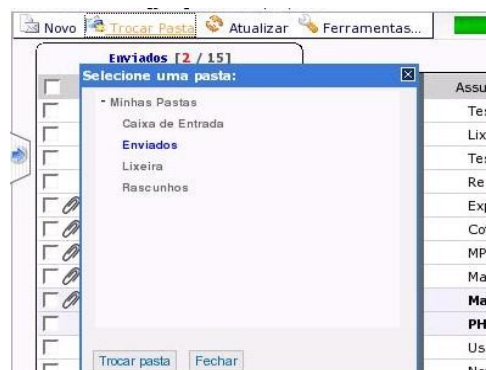 Novo Trocar Pasta Atualizar Ferramentas...
Enviados [2 / 15]
Selecione uma pasta:
Assu
- Minhas Pastas
Tes
Caixa de Entrada
Lix
Enviados
Tes
Lixeira
Re
Rascunhos
Exp
Cot
MP
Ma
Ma
PH
Us
Trocar pasta Fechar